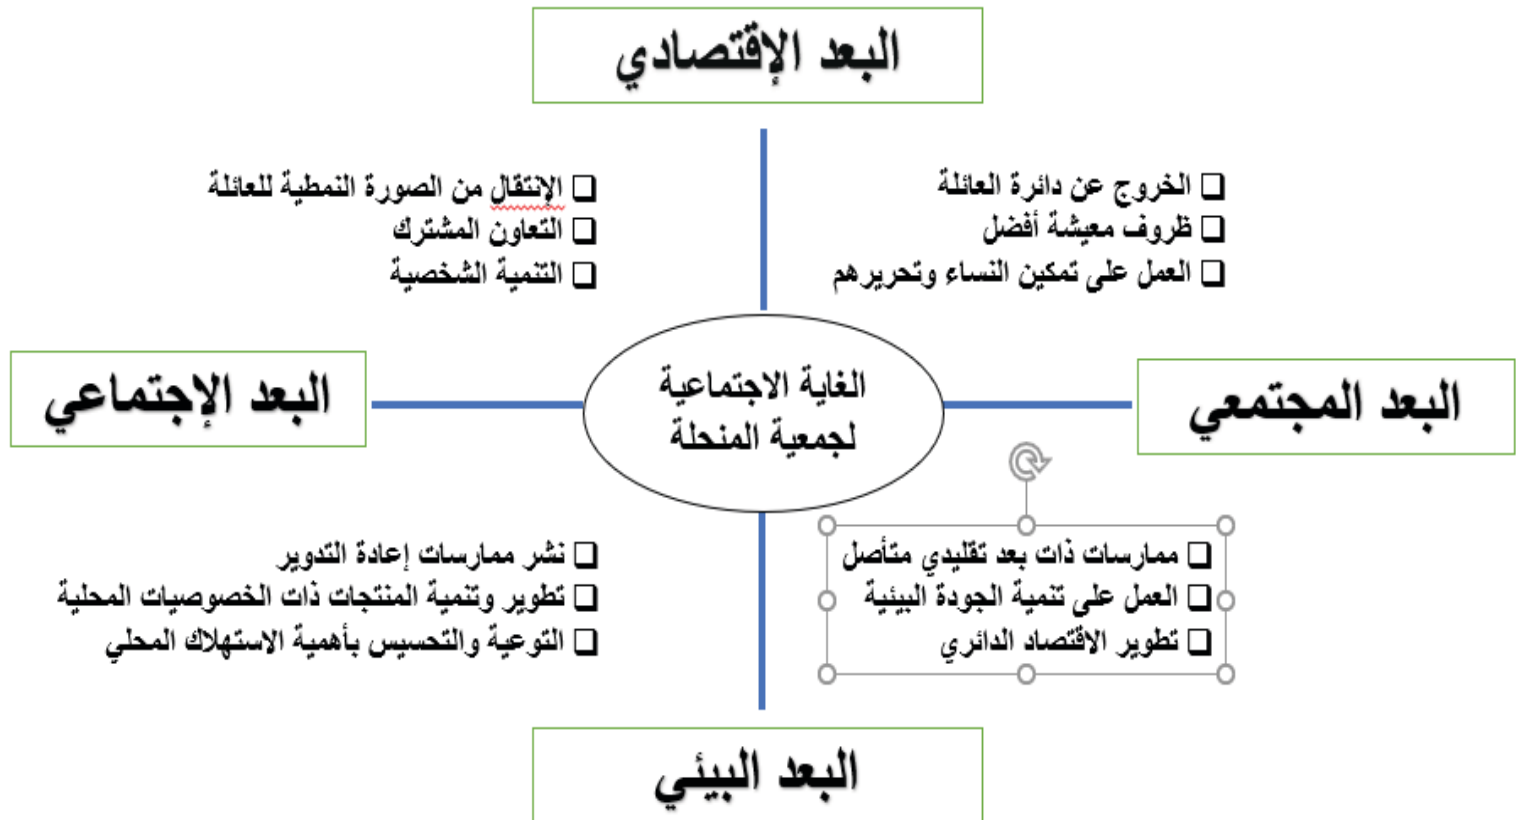 البعد الإقتصادي
الخروج عن دائرة العائلة
ظروف معيشة أفضل
العمل على تمكين النساء وتحريرهم
الإنتقال من الصورة النمطية للعائلة
التعاون المشترك
التنمية الشخصية
البعد المجتمعي
الغاية الاجتماعية
لجمعية المنحلة
البعد الإجتماعي
ممارسات ذات بعد تقليدي متأصل
العمل على تنمية الجودة البيئية
تطوير الاقتصاد الدائري
نشر ممارسات إعادة التدوير
تطوير وتنمية المنتجات ذات الخصوصيات المحلية
التوعية والتحسيس بأهمية الاستهلاك المحلي
البعد البيئي